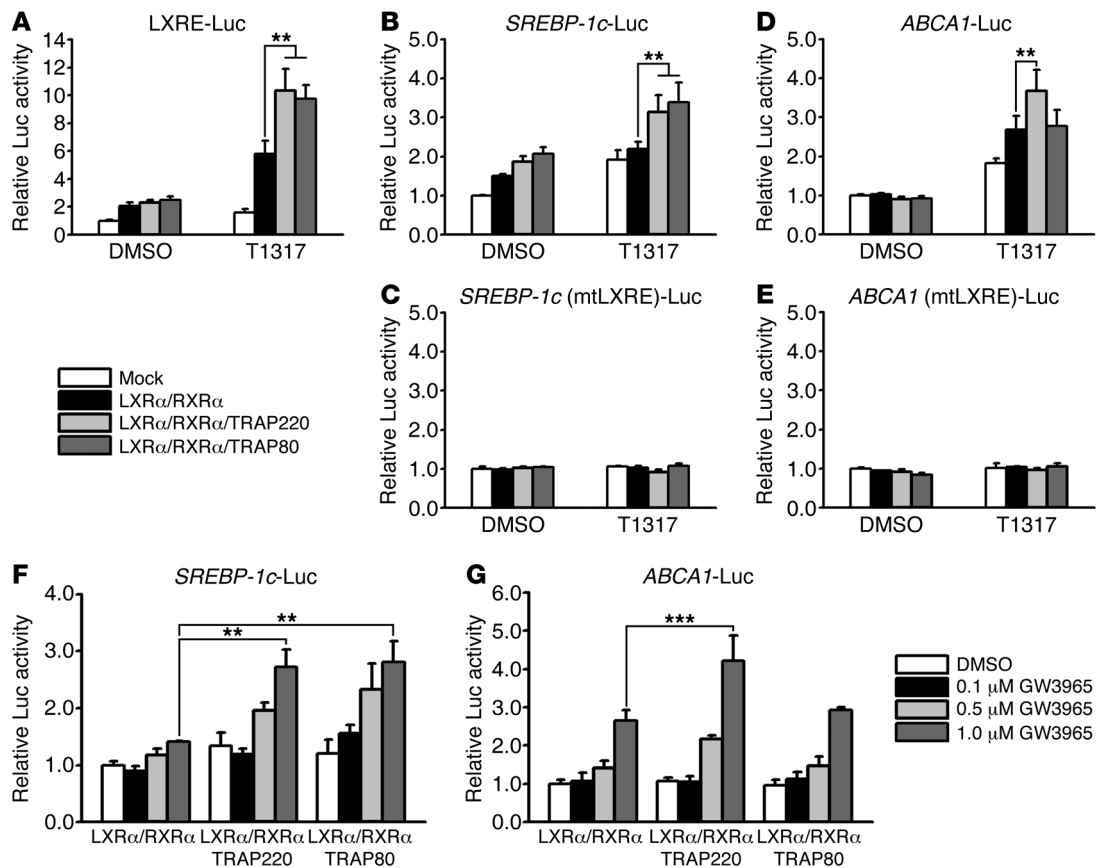 A
LXRE-Luc
Relative Luc activity
14
12
10
8
6
4
2
0
**
DMSO
T1317
B
SREBP-1c-Luc
Relative Luc activity
5.0
4.0
3.0
2.0
1.0
0.0
**
DMSO
T1317
D
ABCA1-Luc
Relative Luc activity
5.0
4.0
3.0
2.0
1.0
0.0
**
DMSO
T1317
C
SREBP-1c (mtLXRE)-Luc
Relative Luc activity
5.0
4.0
3.0
2.0
1.0
0.0
DMSO
T1317
E
ABCA1 (mtLXRE)-Luc
Relative Luc activity
5.0
4.0
3.0
2.0
1.0
0.0
DMSO
T1317
Mock
LXRα/RXRα
LXRα/RXRα/TRAP220
LXRα/RXRα/TRAP80
F
SREBP-1c-Luc
Relative Luc activity
4.0
3.0
2.0
1.0
0.0
**
**
LXRα/RXRα
LXRα/RXRα
TRAP220
LXRα/RXRα
TRAP80
G
ABCA1-Luc
Relative Luc activity
6.0
5.0
4.0
3.0
2.0
1.0
0.0
***
LXRα/RXRα
LXRα/RXRα
TRAP220
LXRα/RXRα
TRAP80
DMSO
0.1 μM GW3965
0.5 μM GW3965
1.0 μM GW3965